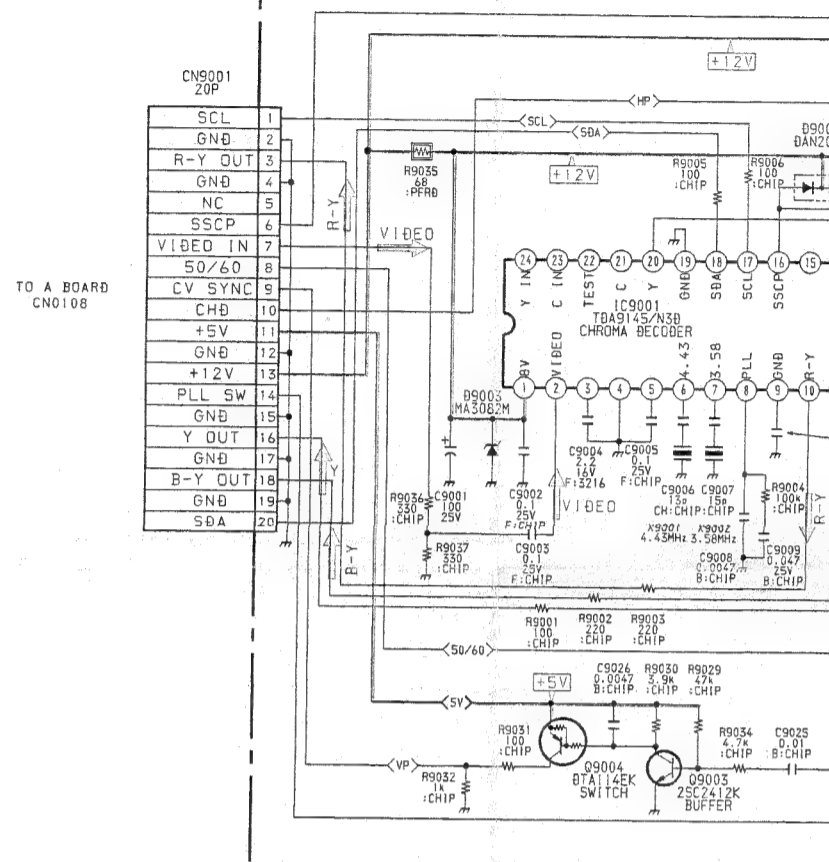 CN9001
20P
SCL 1
GND 2
R-Y OUT 3
GND 4
NC 5
SSCP 6
VIDEO IN 7
50/60 8
CV SYNC 9
CHD 10
+5V 11
GND 12
+12V 13
PLL SW 14
GND 15
Y OUT 16
GND 17
B-Y OUT 18
GND 19
SDA 20
TO A BOARD
CN0108
+12V
HP
SCL
SDA
R9035
68
:PFRD
+12V
R9005
100
:CHIP
R9006
100
:CHIP
R-Y
VIDEO
24 23 22 21 20 19 18 17 16 15
Y IN
C IN
TEST
C
Y
GND
SDA
SCL
SSCP
IC9001
TDA9145/N3D
CHROMA DECODER
8V
VIDEO
4.43
3.58
PLL
GND
R-Y
1 2 3 4 5 6 7 8 9 10
D9003
MA3082M
C9004
2.2
16V
F:3216
C9005
0.1
25V
F:CHIP
R9036
330
:CHIP
C9001
100
25V
C9002
0.1
25V
F:CHIP
VIDEO
C9006
13p
CH:CHIP
C9007
15p
:CHIP
R9004
100k
:CHIP
R-Y
X9001
4.43MHz
X9002
3.58MHz
Y
B-Y
R9037
330
:CHIP
C9003
0.1
25V
F:CHIP
C9008
0.0047
B:CHIP
C9009
0.047
25V
B:CHIP
R9001
100
:CHIP
R9002
220
:CHIP
R9003
220
:CHIP
50/60
+5V
C9026
0.0047
B:CHIP
R9030
3.9k
:CHIP
R9029
47k
:CHIP
5V
R9031
100
:CHIP
R9034
4.7k
:CHIP
C9025
0.01
B:CHIP
VP
R9032
1k
:CHIP
Q9004
DTA114EK
SWITCH
Q9003
2SC2412K
BUFFER